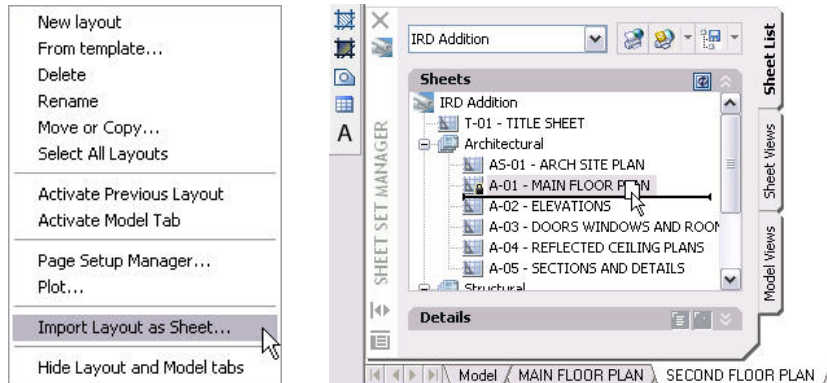 New layout
From template...
Delete
Rename
Move or Copy...
Select All Layouts
Activate Previous Layout
Activate Model Tab
Page Setup Manager...
Plot...
Import Layout as Sheet...
Hide Layout and Model tabs
A
SHEET SET MANAGER
IRD Addition
Sheets
IRD Addition
T-01 - TITLE SHEET
Architectural
AS-01 - ARCH SITE PLAN
A-01 - MAIN FLOOR
A-02 - ELEVATIONS
A-03 - DOORS WINDOWS AND
A-04 - REFLECTED CEILING PLANS
A-05 - SECTIONS AND DETAILS
Structural
Details
Sheet List
Sheet Views
Model Views
Model
MAIN FLOOR PLAN
SECOND FLOOR PLAN